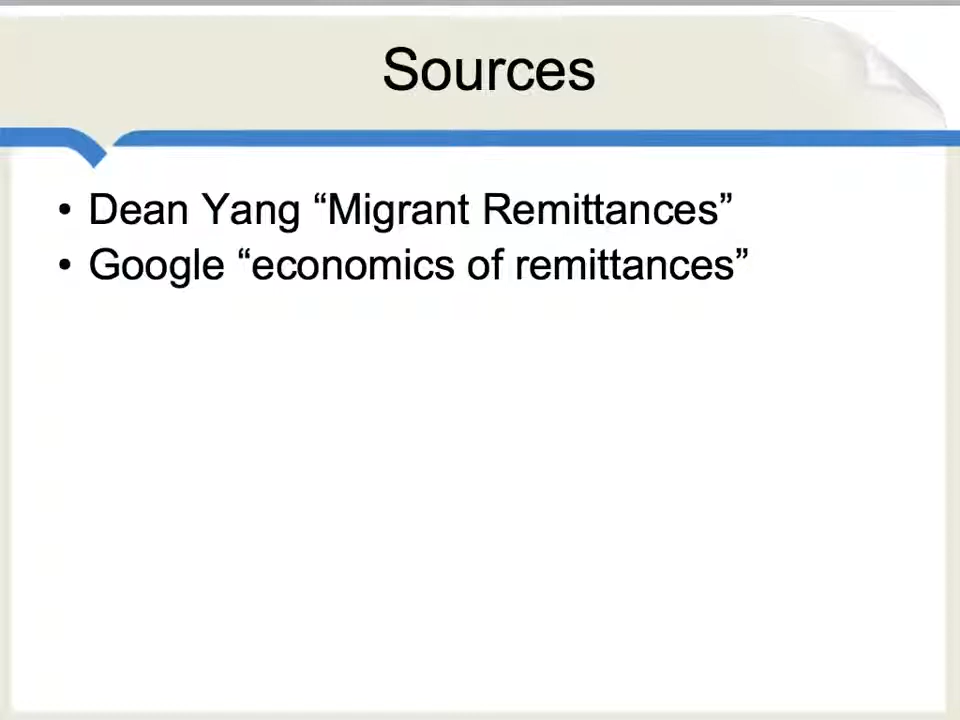 Sources
• Dean Yang “Migrant Remittances”
• Google “economics of remittances”